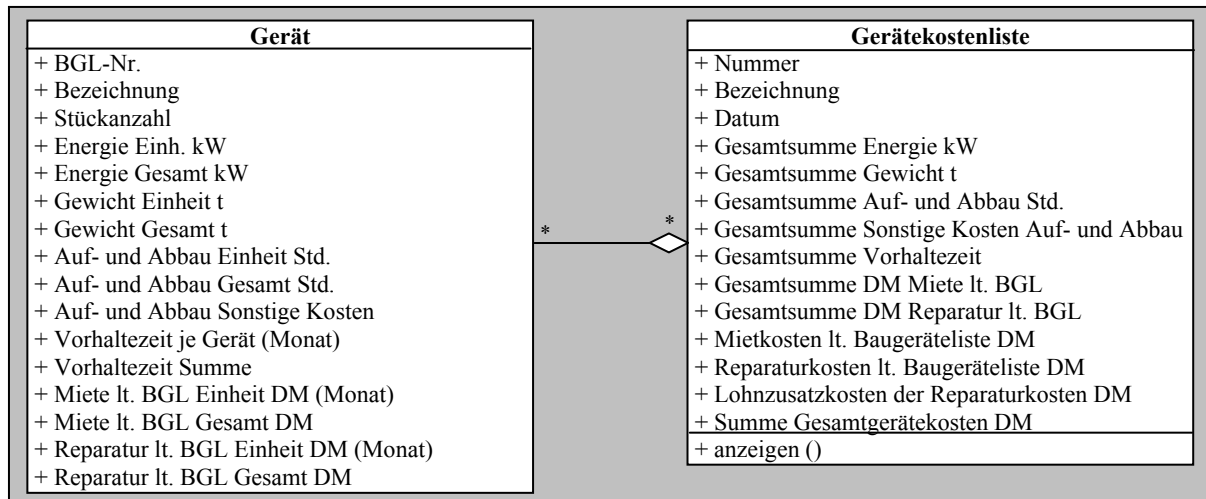 Gerät
+ BGL-Nr.
+ Bezeichnung
+ Stückanzahl
+ Energie Einh. kW
+ Energie Gesamt kW
+ Gewicht Einheit t
+ Gewicht Gesamt t
+ Auf- und Abbau Einheit Std.
+ Auf- und Abbau Gesamt Std.
+ Auf- und Abbau Sonstige Kosten
+ Vorhaltezeit je Gerät (Monat)
+ Vorhaltezeit Summe
+ Miete lt. BGL Einheit DM (Monat)
+ Miete lt. BGL Gesamt DM
+ Reparatur lt. BGL Einheit DM (Monat)
+ Reparatur lt. BGL Gesamt DM
*
*
Gerätekostenliste
+ Nummer
+ Bezeichnung
+ Datum
+ Gesamtsumme Energie kW
+ Gesamtsumme Gewicht t
+ Gesamtsumme Auf- und Abbau Std.
+ Gesamtsumme Sonstige Kosten Auf- und Abbau
+ Gesamtsumme Vorhaltezeit
+ Gesamtsumme DM Miete lt. BGL
+ Gesamtsumme DM Reparatur lt. BGL
+ Mietkosten lt. Baugeräteliste DM
+ Reparaturkosten lt. Baugeräteliste DM
+ Lohnzusatzkosten der Reparaturkosten DM
+ Summe Gesamtgerätekosten DM
+ anzeigen ()